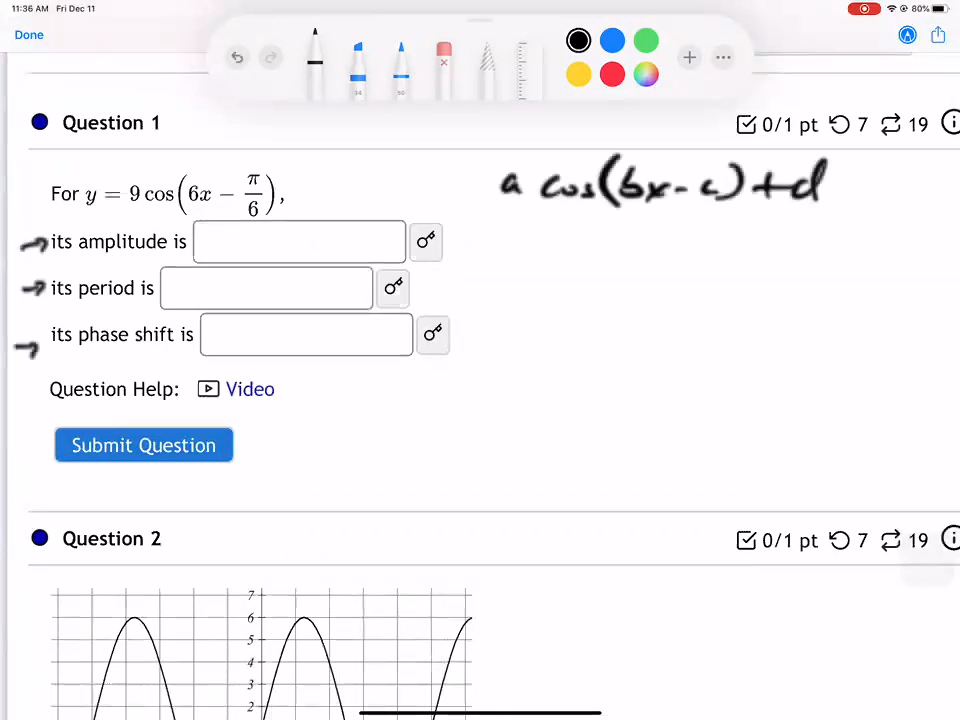 11:36 AM Fri Dec 11 80%
Done
34 50
Question 1 0/1 pt 7 19
For y = 9 cos(6x − π/6), a cos(bx-c)+d
its amplitude is
its period is
its phase shift is
Question Help: Video
Submit Question
Question 2 0/1 pt 7 19
7
6
5
4
3
2